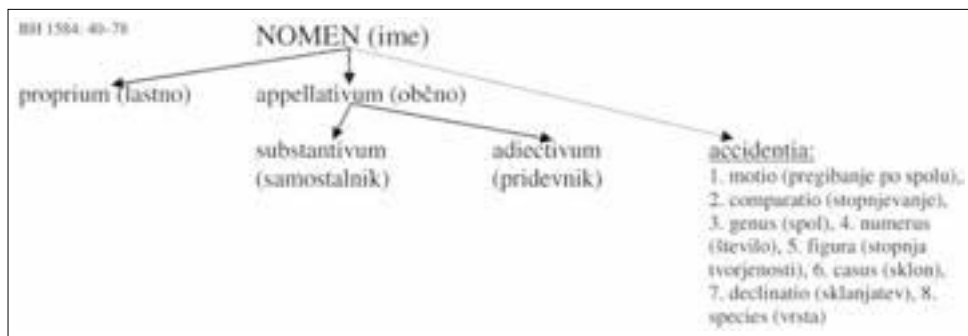 BH 1584: 40–78
NOMEN (ime)
proprium (lastno)
appellativum (občno)
substantivum
(samostalnik)
adiectivum
(pridevnik)
accidentia:
1. motio (pregibanje po spolu),
2. comparatio (stopnjevanje),
3. genus (spol), 4. numerus
(število), 5. figura (stopnja
tvorjenosti), 6. casus (sklon),
7. declinatio (sklanjatev), 8.
species (vrsta)